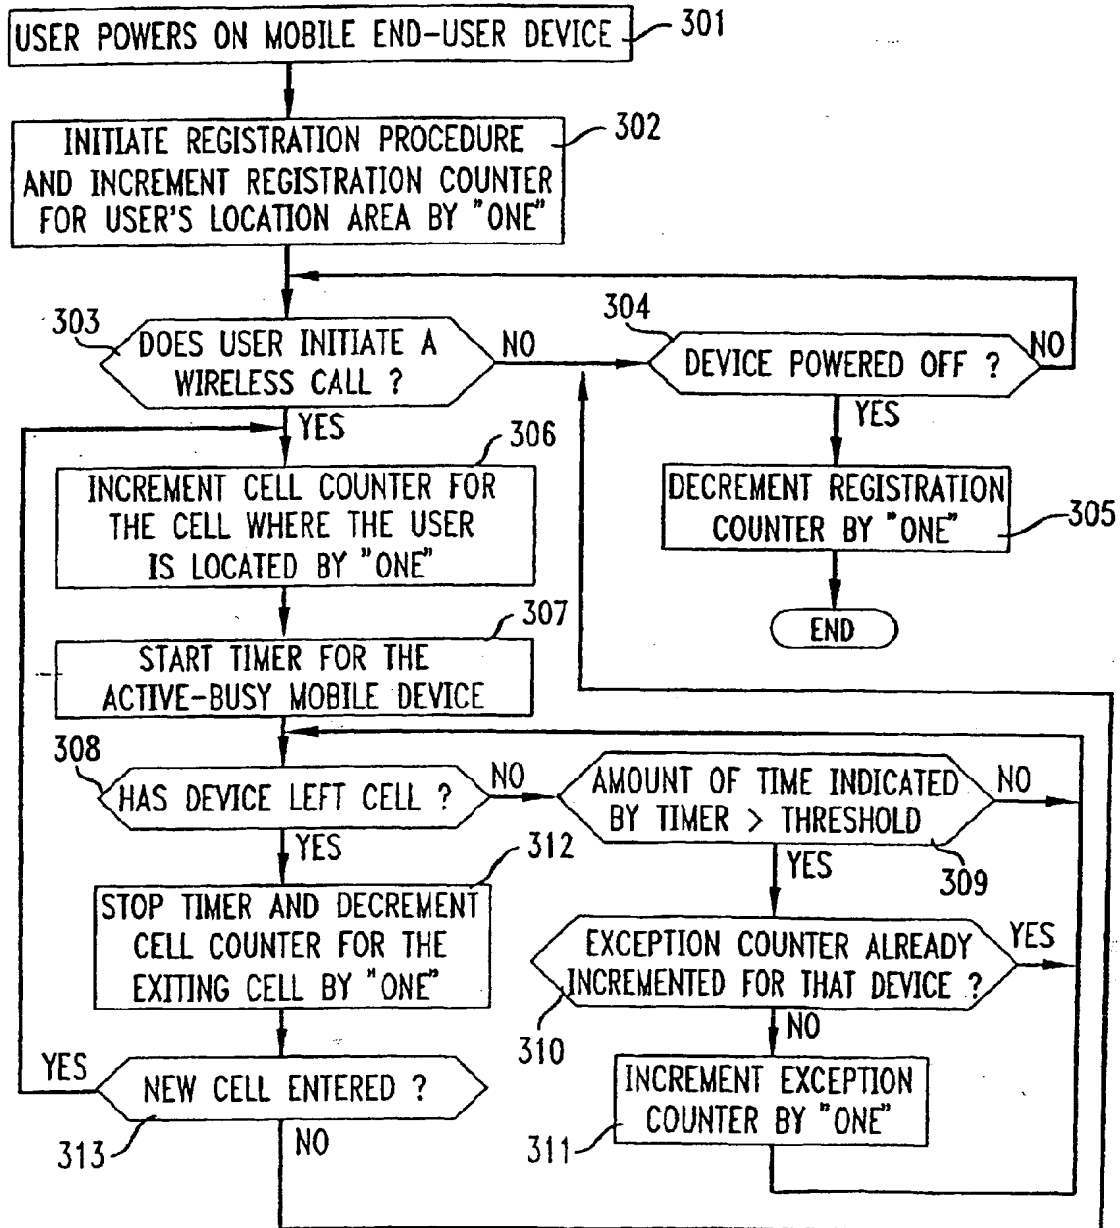 USER POWERS ON MOBILE END-USER DEVICE
301
INITIATE REGISTRATION PROCEDURE
AND INCREMENT REGISTRATION COUNTER
FOR USER'S LOCATION AREA BY "ONE"
302
303
DOES USER INITIATE A
WIRELESS CALL ?
NO
304
DEVICE POWERED OFF ?
NO
YES
YES
306
INCREMENT CELL COUNTER FOR
THE CELL WHERE THE USER
IS LOCATED BY "ONE"
DECREMENT REGISTRATION
COUNTER BY "ONE"
305
END
307
START TIMER FOR THE
ACTIVE-BUSY MOBILE DEVICE
308
HAS DEVICE LEFT CELL ?
NO
AMOUNT OF TIME INDICATED
BY TIMER > THRESHOLD
NO
309
YES
YES
312
STOP TIMER AND DECREMENT
CELL COUNTER FOR THE
EXITING CELL BY "ONE"
EXCEPTION COUNTER ALREADY
INCREMENTED FOR THAT DEVICE ?
YES
310
NO
YES
NEW CELL ENTERED ?
313
NO
INCREMENT EXCEPTION
COUNTER BY "ONE"
311